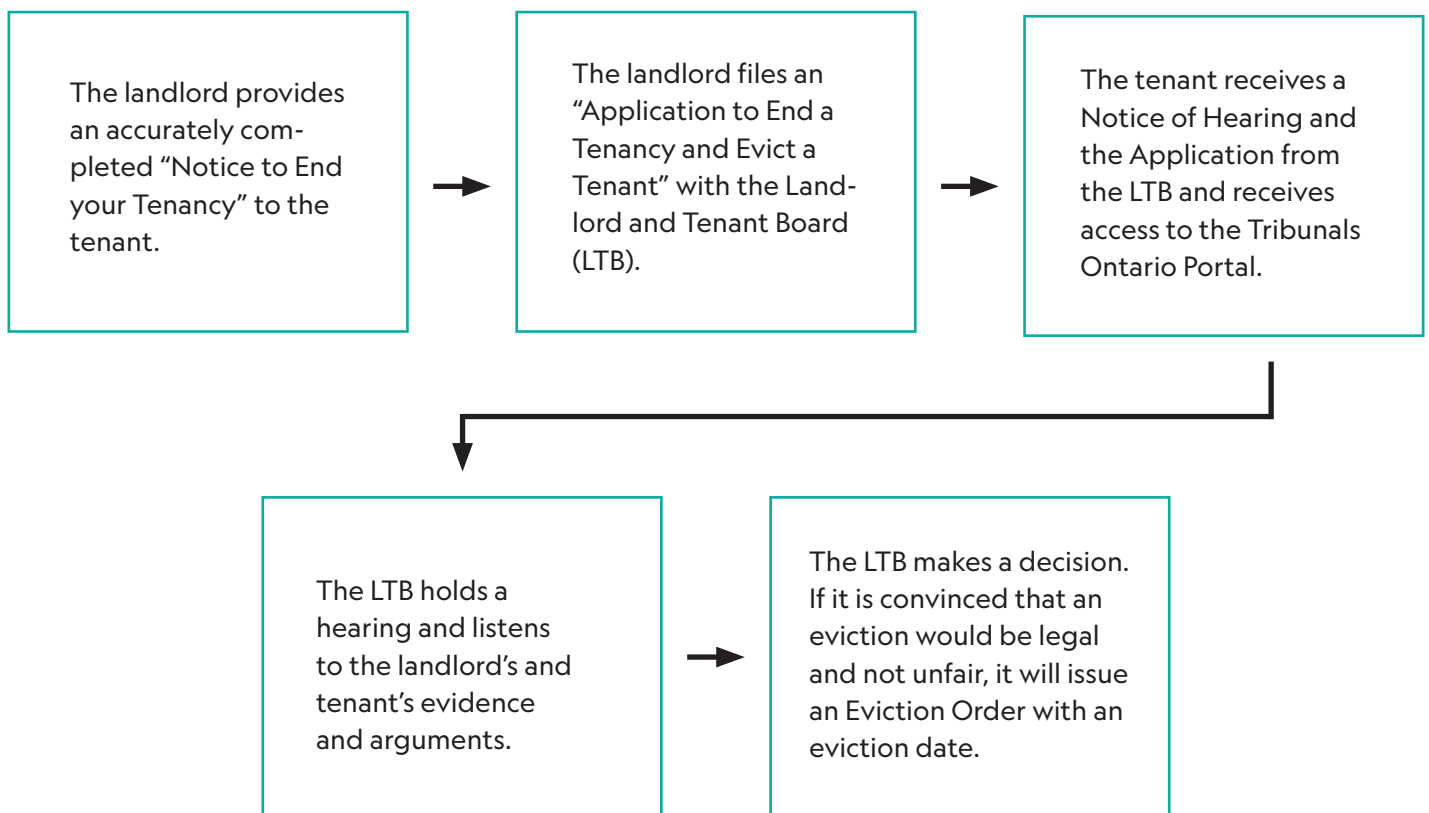 The landlord provides
an accurately com-
pleted “Notice to End
your Tenancy” to the
tenant.
The landlord files an
“Application to End a
Tenancy and Evict a
Tenant” with the Land-
lord and Tenant Board
(LTB).
The tenant receives a
Notice of Hearing and
the Application from
the LTB and receives
access to the Tribunals
Ontario Portal.
The LTB holds a
hearing and listens
to the landlord’s and
tenant’s evidence
and arguments.
The LTB makes a decision.
If it is convinced that an
eviction would be legal
and not unfair, it will issue
an Eviction Order with an
eviction date.